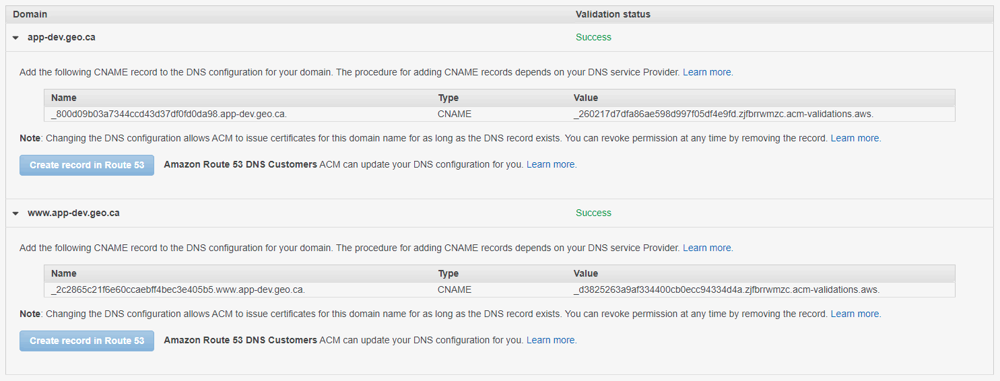 Domain Validation status
app-dev.geo.ca Success
Add the following CNAME record to the DNS configuration for your domain. The procedure for adding CNAME records depends on your DNS service Provider. Learn more.
Name Type Value
_800d09b03a7344ccd43d37df0fd0da98.app-dev.geo.ca. CNAME _260217d7dfa86ae598d997f05df4e9fd.zjfbrrwmzc.acm-validations.aws.
Note: Changing the DNS configuration allows ACM to issue certificates for this domain name for as long as the DNS record exists. You can revoke permission at any time by removing the record. Learn more.
Create record in Route 53 Amazon Route 53 DNS Customers ACM can update your DNS configuration for you. Learn more.
www.app-dev.geo.ca Success
Add the following CNAME record to the DNS configuration for your domain. The procedure for adding CNAME records depends on your DNS service Provider. Learn more.
Name Type Value
_2c2865c21f6e60ccaebff4bec3e405b5.www.app-dev.geo.ca. CNAME _d3825263a9af334400cb0ecc94334d4a.zjfbrrwmzc.acm-validations.aws.
Note: Changing the DNS configuration allows ACM to issue certificates for this domain name for as long as the DNS record exists. You can revoke permission at any time by removing the record. Learn more.
Create record in Route 53 Amazon Route 53 DNS Customers ACM can update your DNS configuration for you. Learn more.